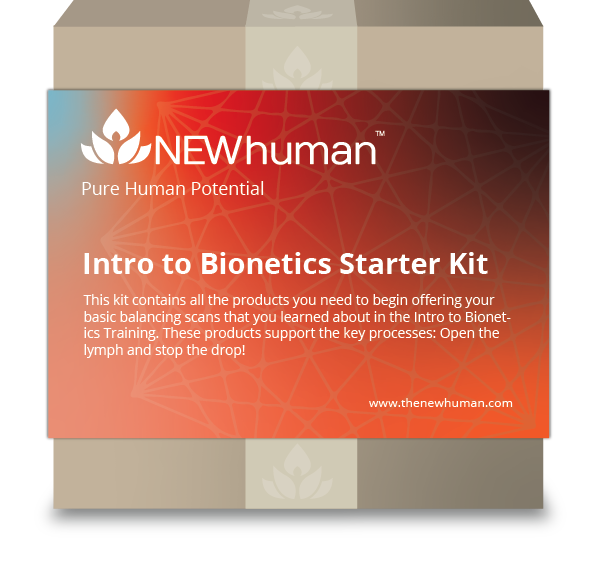 NEWhuman™
Pure Human Potential
Intro to Bionetics Starter Kit
This kit contains all the products you need to begin offering your
basic balancing scans that you learned about in the Intro to Bionet-
ics Training. These products support the key processes: Open the
lymph and stop the drop!
www.thenewhuman.com